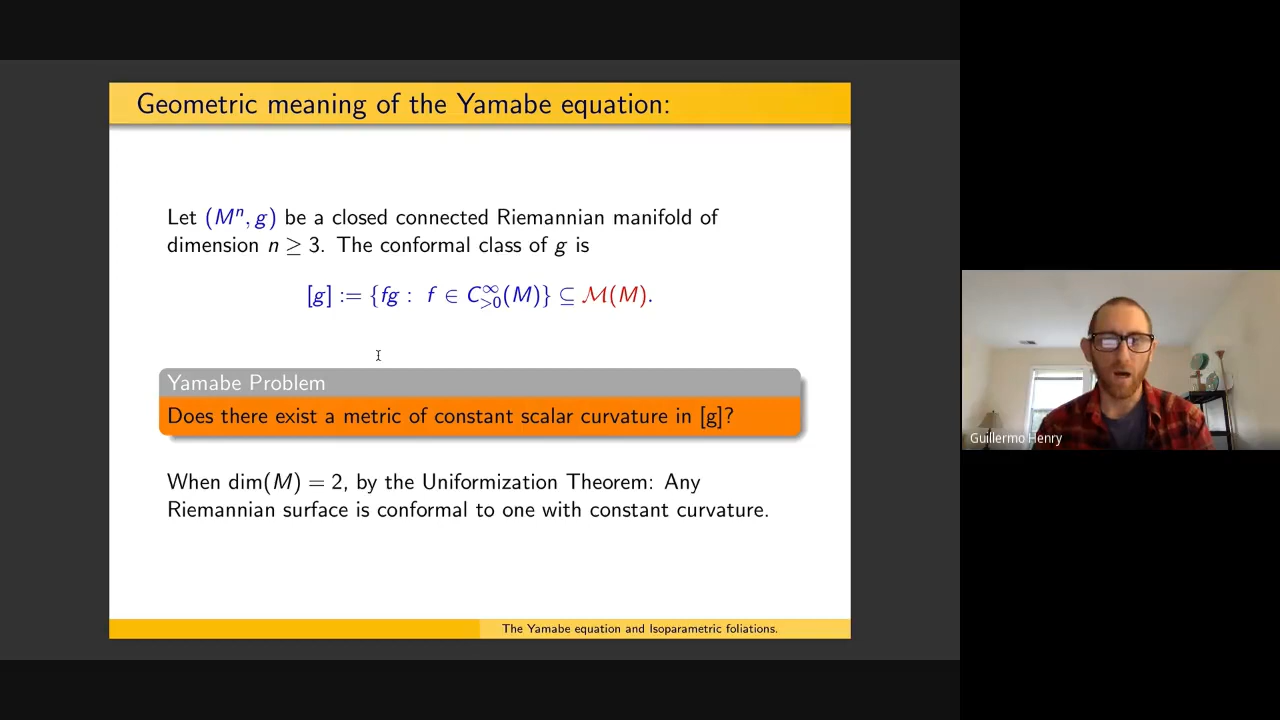 Geometric meaning of the Yamabe equation:
Let (Mⁿ, g) be a closed connected Riemannian manifold of
dimension n ≥ 3. The conformal class of g is
[g] := {fg : f ∈ C^∞_{>0}(M)} ⊆ ℳ(M).
Yamabe Problem
Does there exist a metric of constant scalar curvature in [g]?
When dim(M) = 2, by the Uniformization Theorem: Any
Riemannian surface is conformal to one with constant curvature.
The Yamabe equation and Isoparametric foliations.
Guillermo Henry